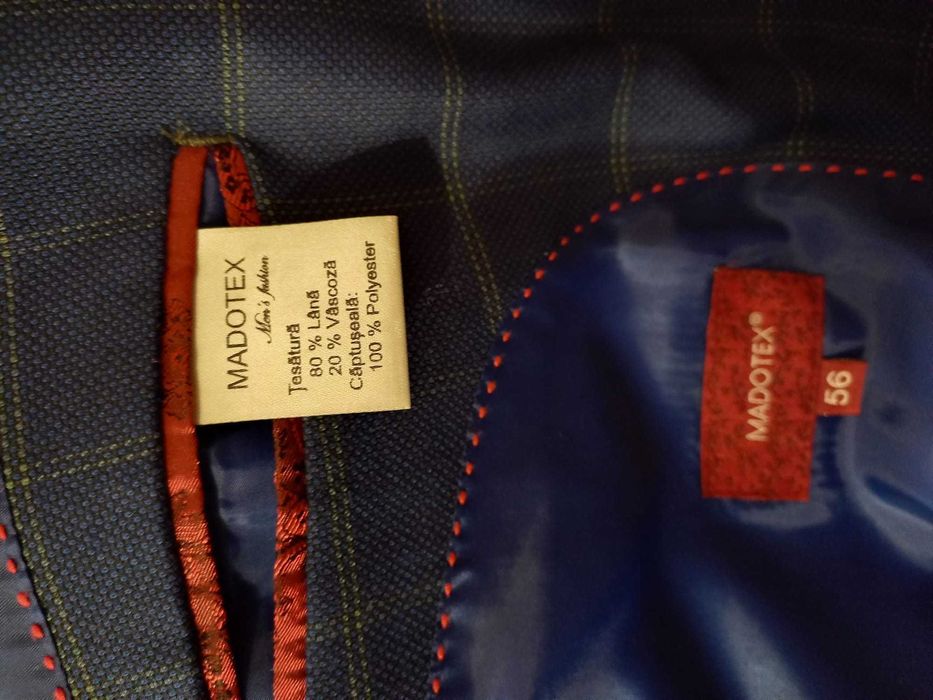 MADOTEX
Men's fashion
Țesătură
80 % Lână
20 % Vâscoză
Căptușeală:
100 % Polyester
MADOTEX®
56